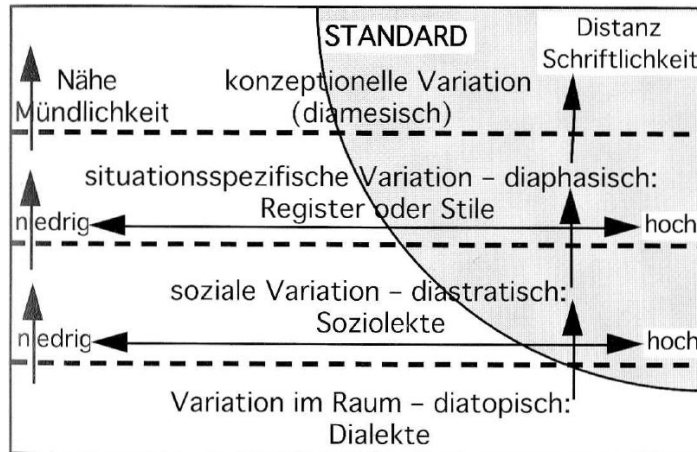 STANDARD
Distanz
Schriftlichkeit
Nähe
Mündlichkeit
konzeptionelle Variation
(diamesisch)
situationsspezifische Variation – diaphasisch:
Register oder Stile
niedrig
hoch
soziale Variation – diastratisch:
Soziolekte
niedrig
hoch
Variation im Raum – diatopisch:
Dialekte